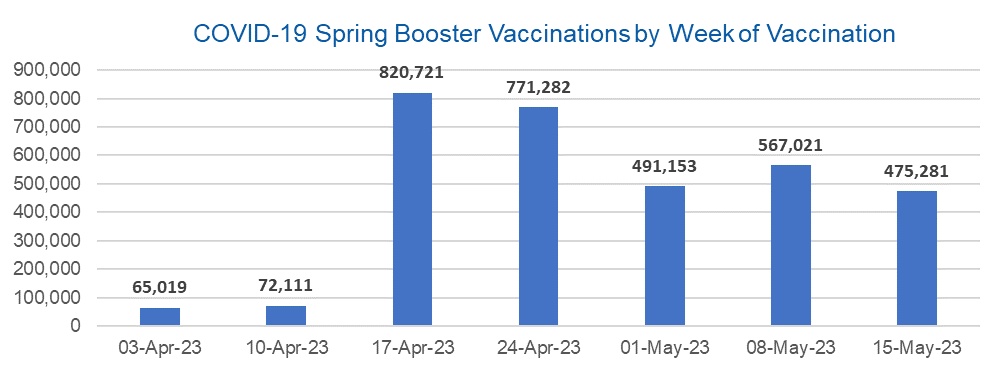 COVID-19 Spring Booster Vaccinations by Week of Vaccination
900,000
800,000
700,000
600,000
500,000
400,000
300,000
200,000
100,000
0
65,019
72,111
820,721
771,282
491,153
567,021
475,281
03-Apr-23
10-Apr-23
17-Apr-23
24-Apr-23
01-May-23
08-May-23
15-May-23